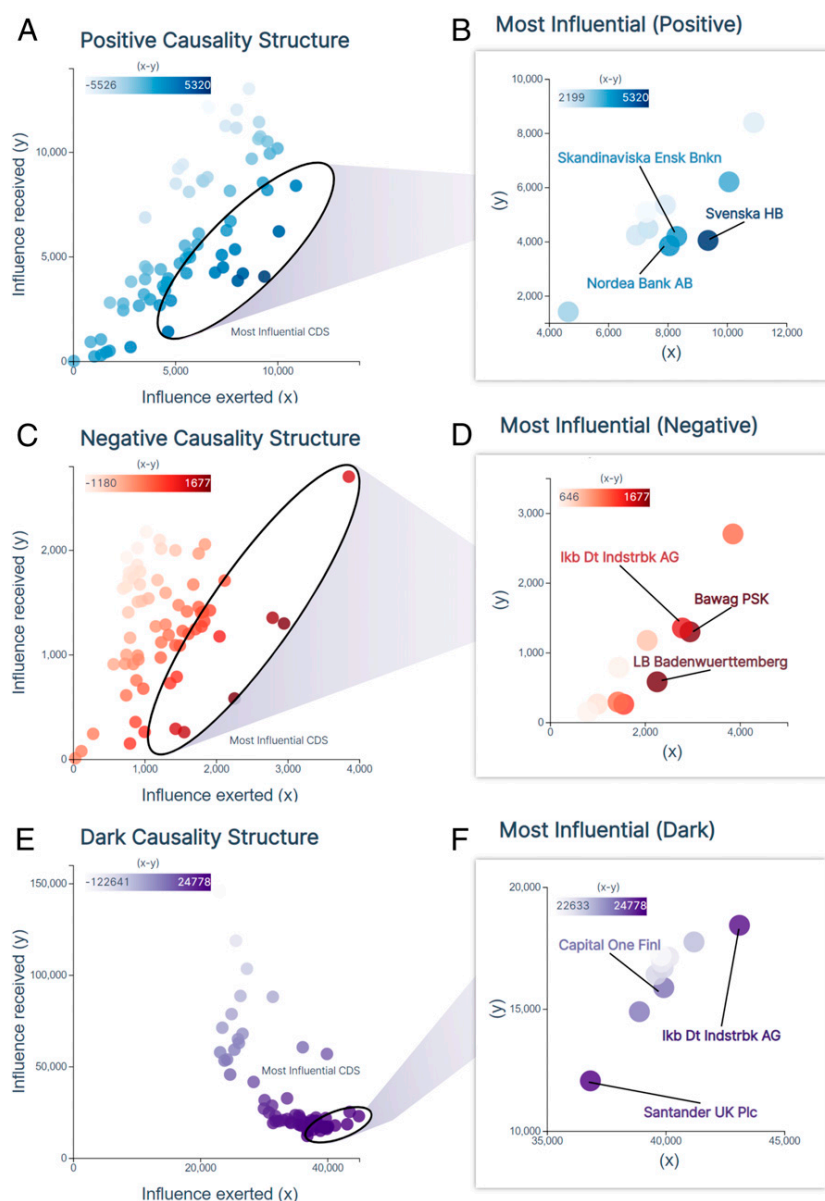 A
Positive Causality Structure
(x-y)
-5526 5320
10,000
5,000
0
0 5,000 10,000
Influence received (y)
Influence exerted (x)
Most Influential CDS
B
Most Influential (Positive)
10,000
(x-y)
2199 5320
8,000
6,000
4,000
2,000
4,000 6,000 8,000 10,000 12,000
(y)
(x)
Skandinaviska Ensk Bnkn
Svenska HB
Nordea Bank AB
C
Negative Causality Structure
(x-y)
-1180 1677
2,000
1,000
0
0 1,000 2,000 3,000 4,000
Influence received (y)
Influence exerted (x)
Most Influential CDS
D
Most Influential (Negative)
(x-y)
646 1677
3,000
2,000
1,000
0
0 2,000 4,000
(y)
(x)
Ikb Dt Indstrbk AG
Bawag PSK
LB Badenwuerttemberg
E
Dark Causality Structure
(x-y)
-122641 24778
150,000
100,000
50,000
0
0 20,000 40,000
Influence received (y)
Influence exerted (x)
Most Influential CDS
F
Most Influential (Dark)
20,000
(x-y)
22633 24778
15,000
10,000
35,000 40,000 45,000
(y)
(x)
Capital One Finl
Ikb Dt Indstrbk AG
Santander UK Plc